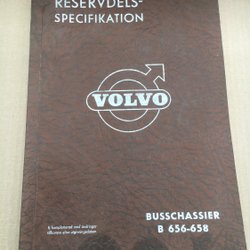 RESERVDELS-
SPECIFIKATION
VOLVO
BUSSCHASSIER
B 656-658